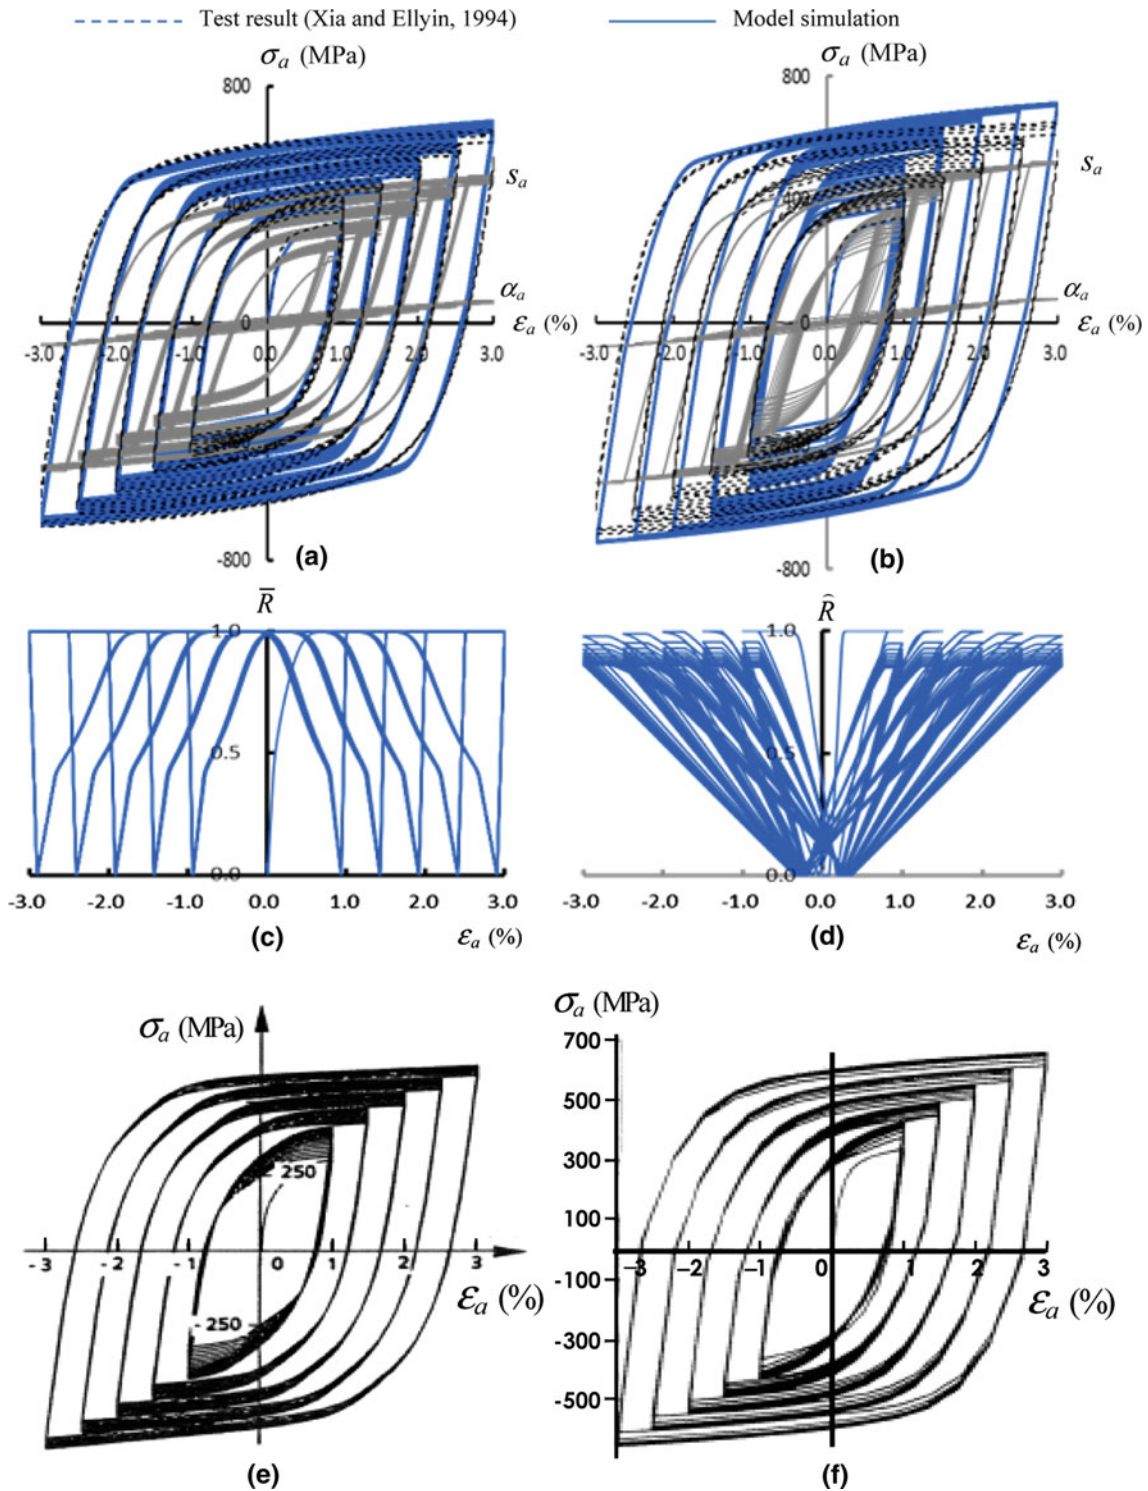 Test result (Xia and Ellyin, 1994) Model simulation
σa (MPa) σa (MPa)
800 800
sa sa
400 400
αa αa
εa (%) εa (%)
-3.0 -2.0 -1.0 0 0.0 1.0 2.0 3.0 -3.0 -2.0 -1.0 0 0.0 1.0 2.0 3.0
-800 (a) -800 (b)
R̅ R̂
1.0 1.0
0.5 0.5
0.0 0.0
-3.0 -2.0 -1.0 0.0 1.0 2.0 3.0 -3.0 -2.0 -1.0 0.0 1.0 2.0 3.0
(c) εa (%) (d) εa (%)
σa (MPa) σa (MPa)
700
500
250 300
100
-3 -2 -1 0 1 2 3 -3 -2 -1 0 1 2 3
-100
εa (%) εa (%)
-250 -300
-500
(e) (f)